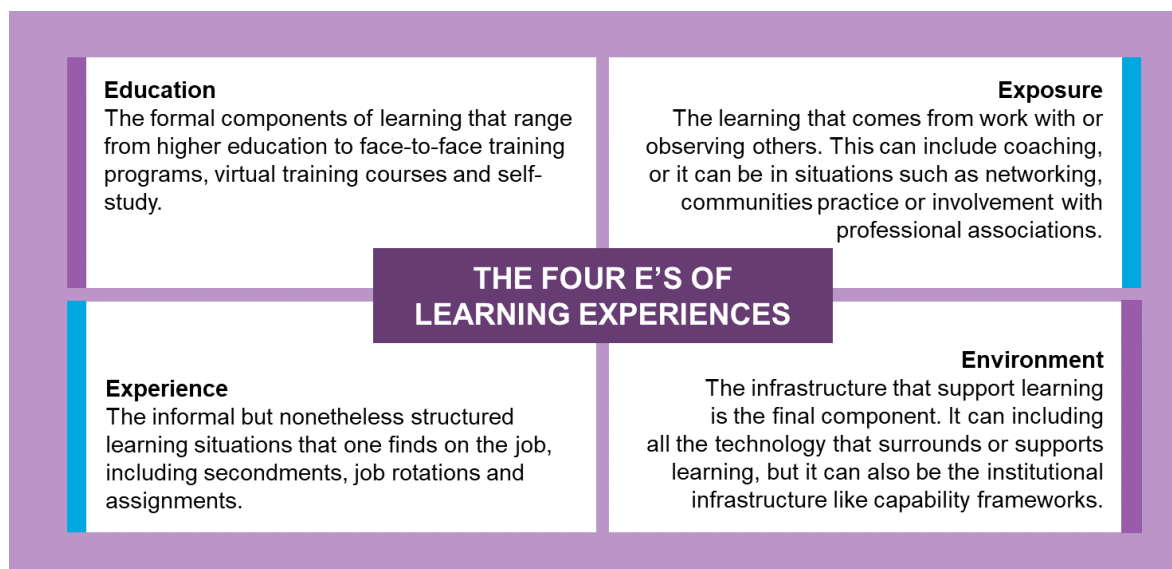 Education
The formal components of learning that range
from higher education to face-to-face training
programs, virtual training courses and self-
study.
Exposure
The learning that comes from work with or
observing others. This can include coaching,
or it can be in situations such as networking,
communities practice or involvement with
professional associations.
THE FOUR E'S OF
LEARNING EXPERIENCES
Experience
The informal but nonetheless structured
learning situations that one finds on the job,
including secondments, job rotations and
assignments.
Environment
The infrastructure that support learning
is the final component. It can including
all the technology that surrounds or supports
learning, but it can also be the institutional
infrastructure like capability frameworks.